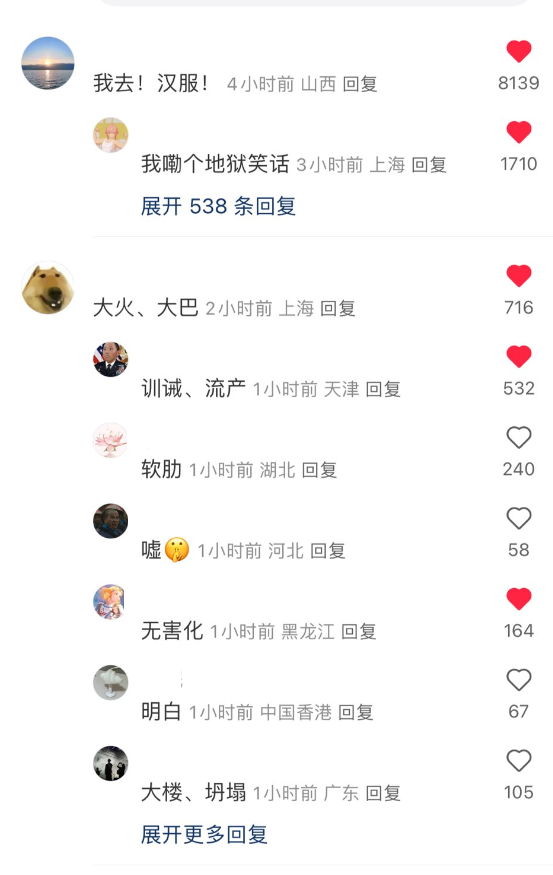 我去！汉服！ 4小时前 山西 回复
8139
我嘞个地狱笑话 3小时前 上海 回复
1710
展开 538 条回复
大火、大巴 2小时前 上海 回复
716
训诫、流产 1小时前 天津 回复
532
软肋 1小时前 湖北 回复
240
嘘🤫 1小时前 河北 回复
58
无害化 1小时前 黑龙江 回复
164
明白 1小时前 中国香港 回复
67
大楼、坍塌 1小时前 广东 回复
105
展开更多回复